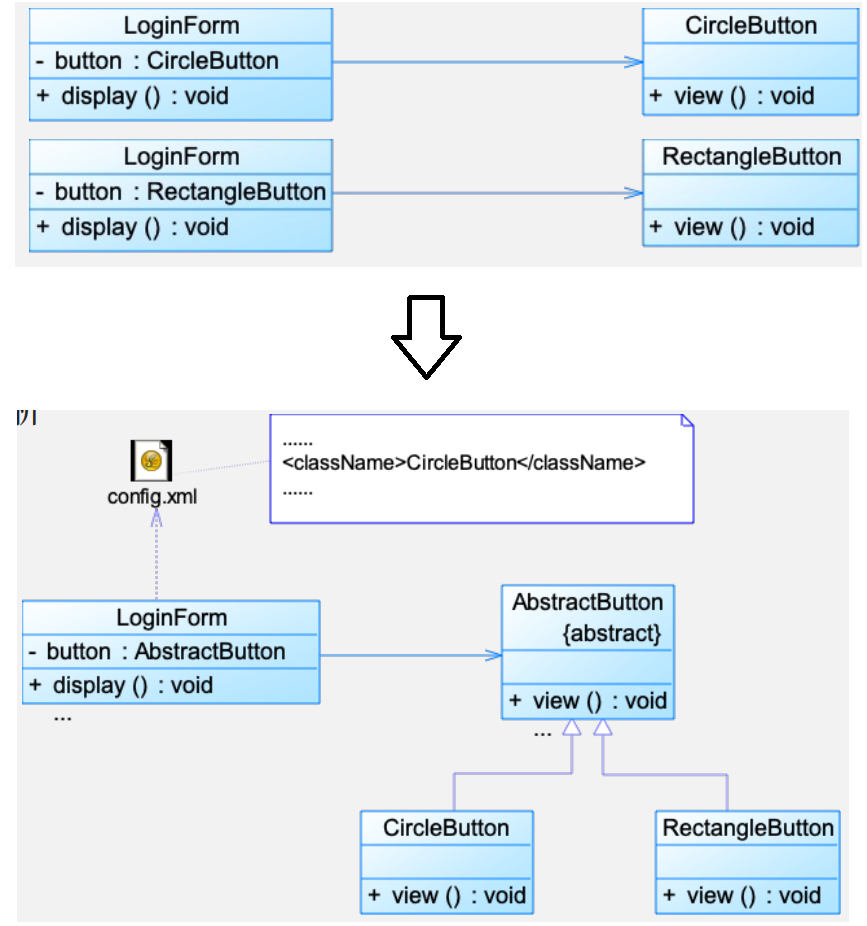 LoginForm
- button : CircleButton
+ display () : void
CircleButton
+ view () : void
LoginForm
- button : RectangleButton
+ display () : void
RectangleButton
+ view () : void
config.xml
......
<className>CircleButton</className>
......
LoginForm
- button : AbstractButton
+ display () : void
...
AbstractButton
{abstract}
+ view () : void
...
CircleButton
+ view () : void
RectangleButton
+ view () : void